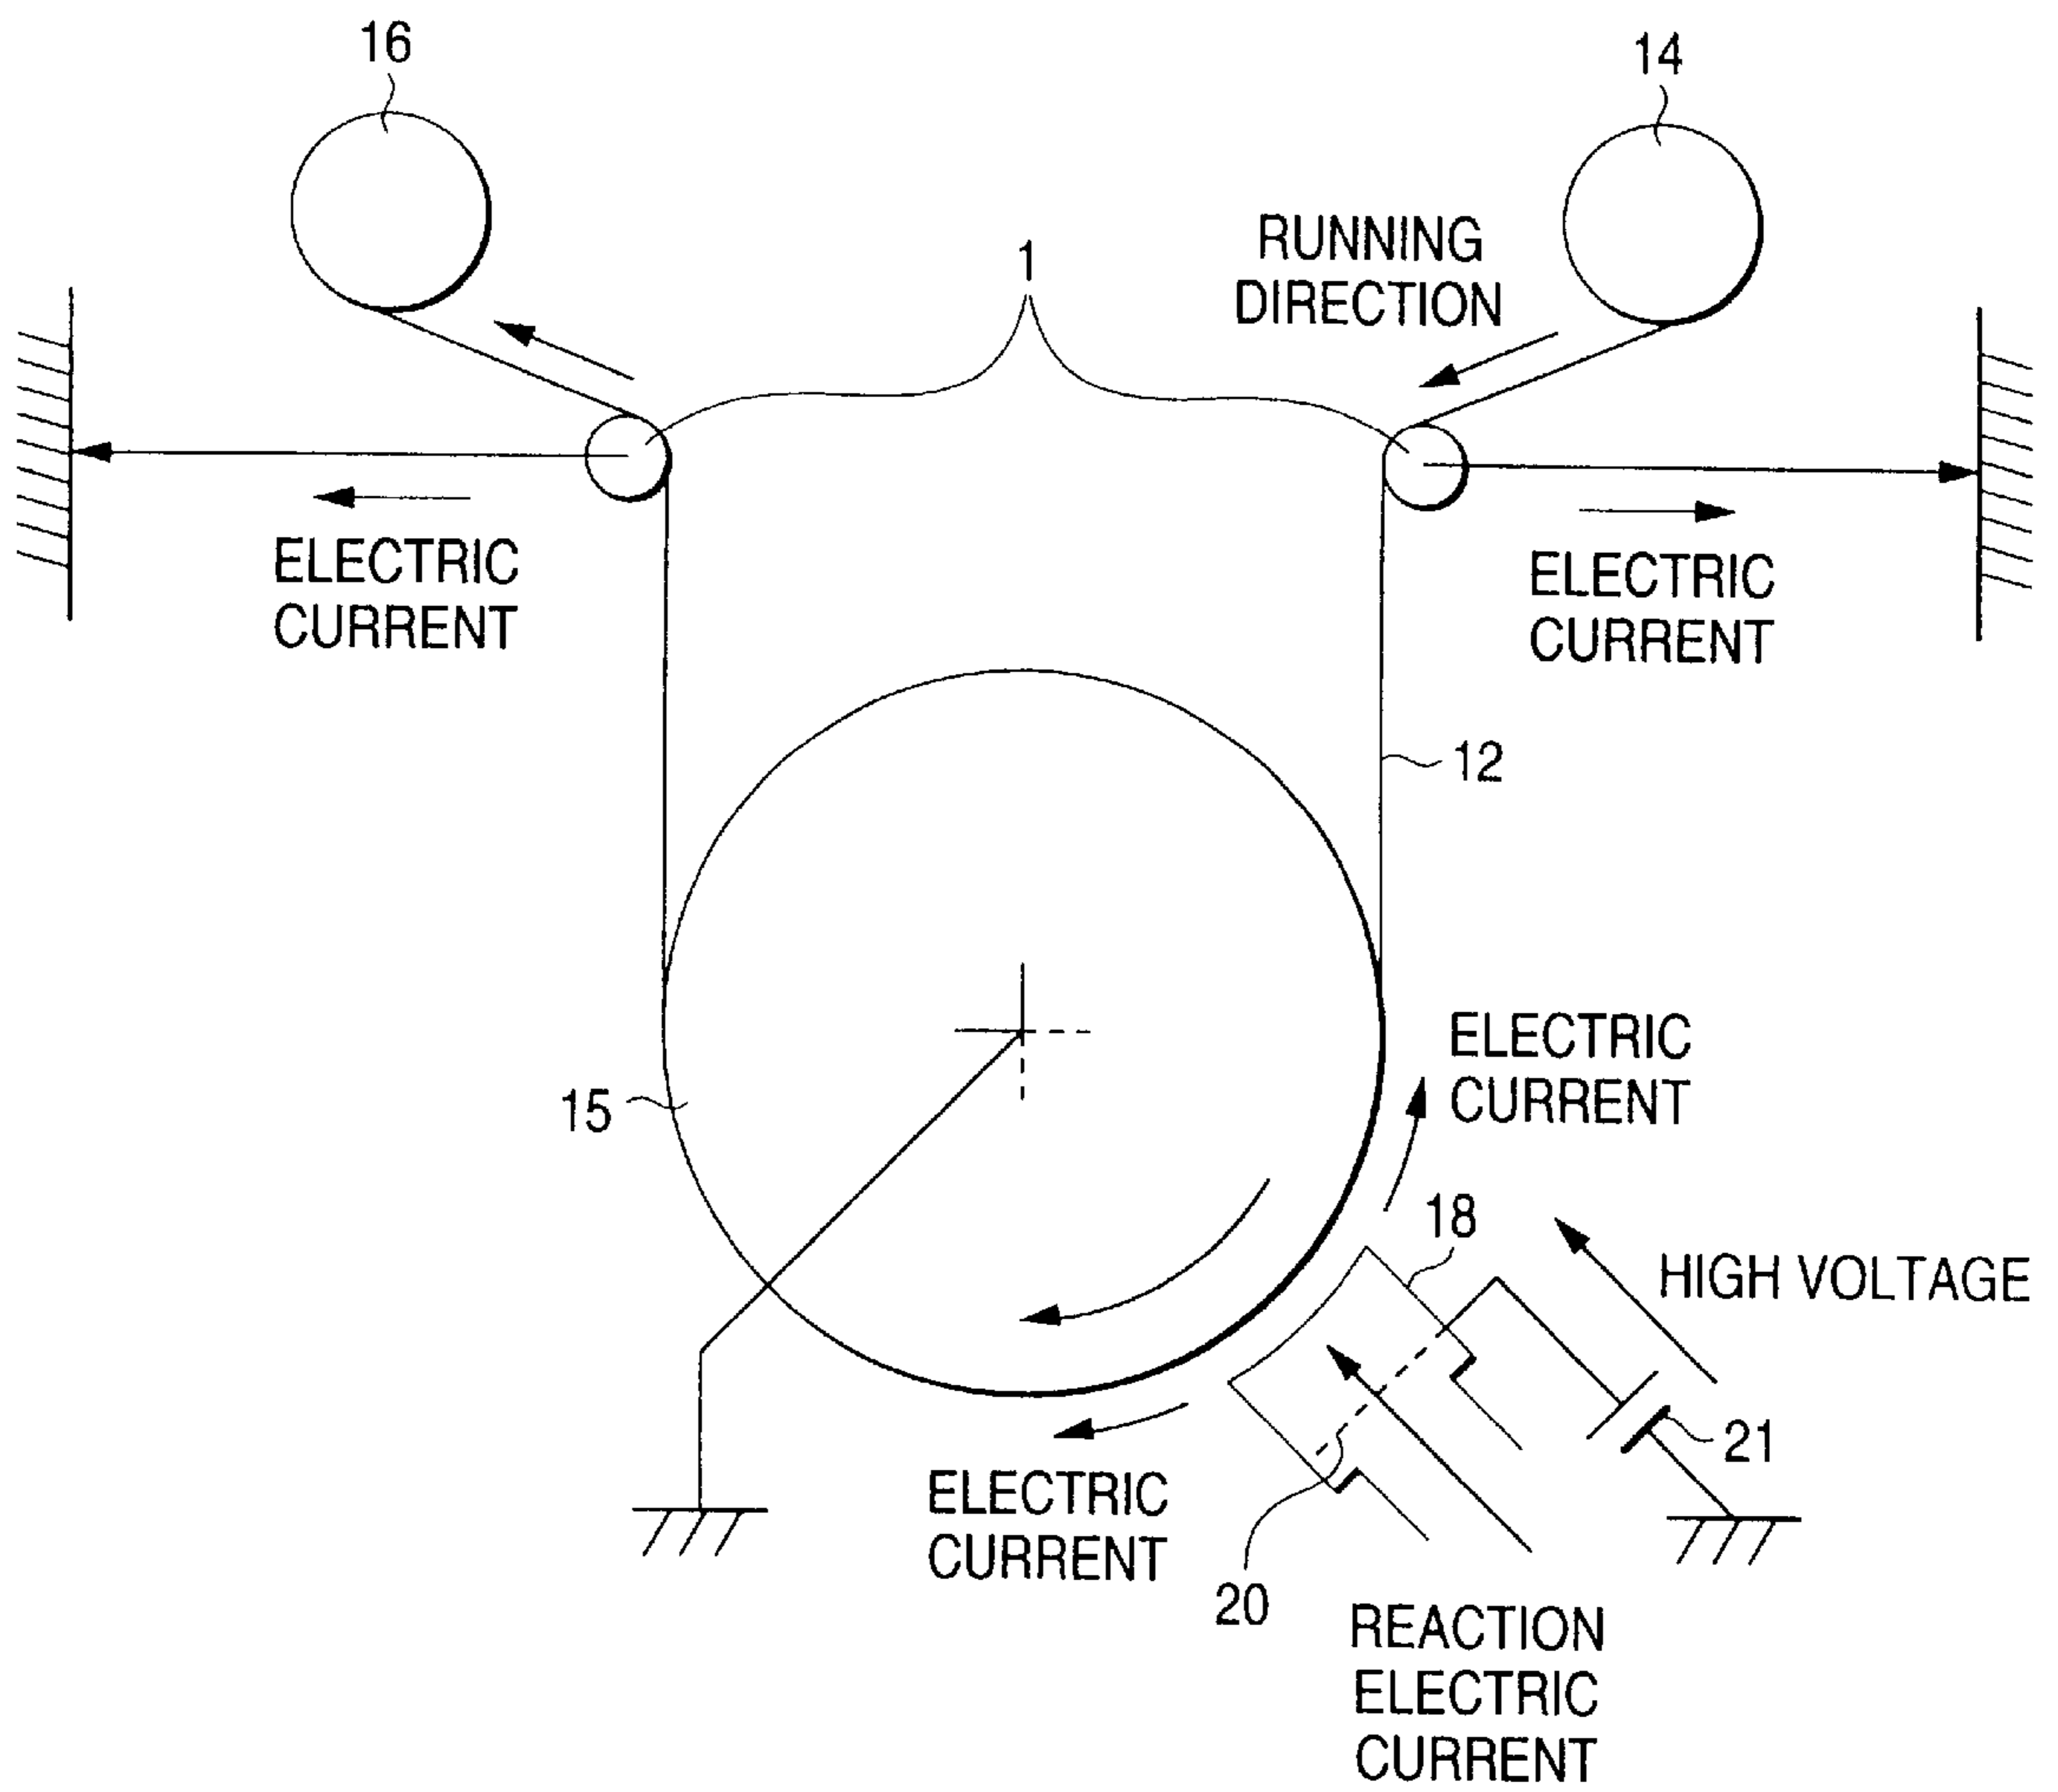 16
14
1
RUNNING
DIRECTION
ELECTRIC
CURRENT
ELECTRIC
CURRENT
12
15
ELECTRIC
CURRENT
18
HIGH VOLTAGE
21
ELECTRIC
CURRENT
20
REACTION
ELECTRIC
CURRENT